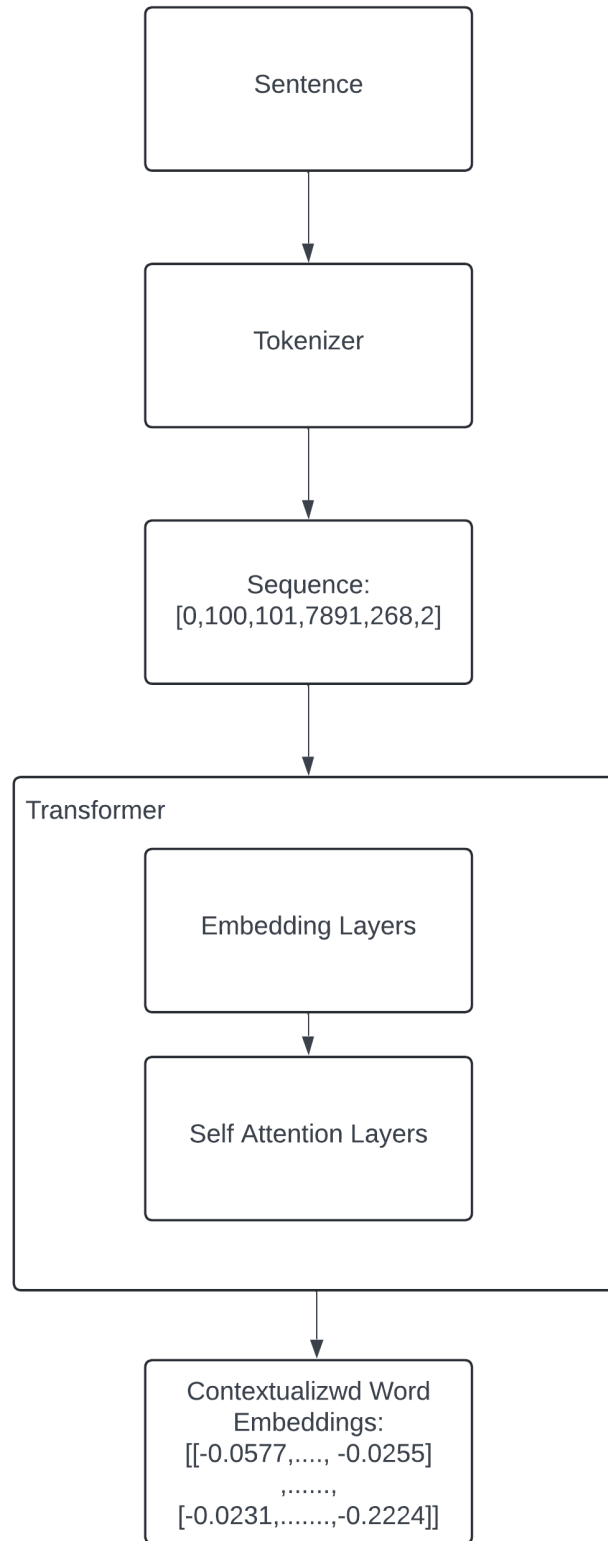 Sentence
Tokenizer
Sequence:
[0,100,101,7891,268,2]
Transformer
Embedding Layers
Self Attention Layers
Contextualizwd Word
Embeddings:
[[-0.0577,...., -0.0255]
,......,
[-0.0231,.......,-0.2224]]